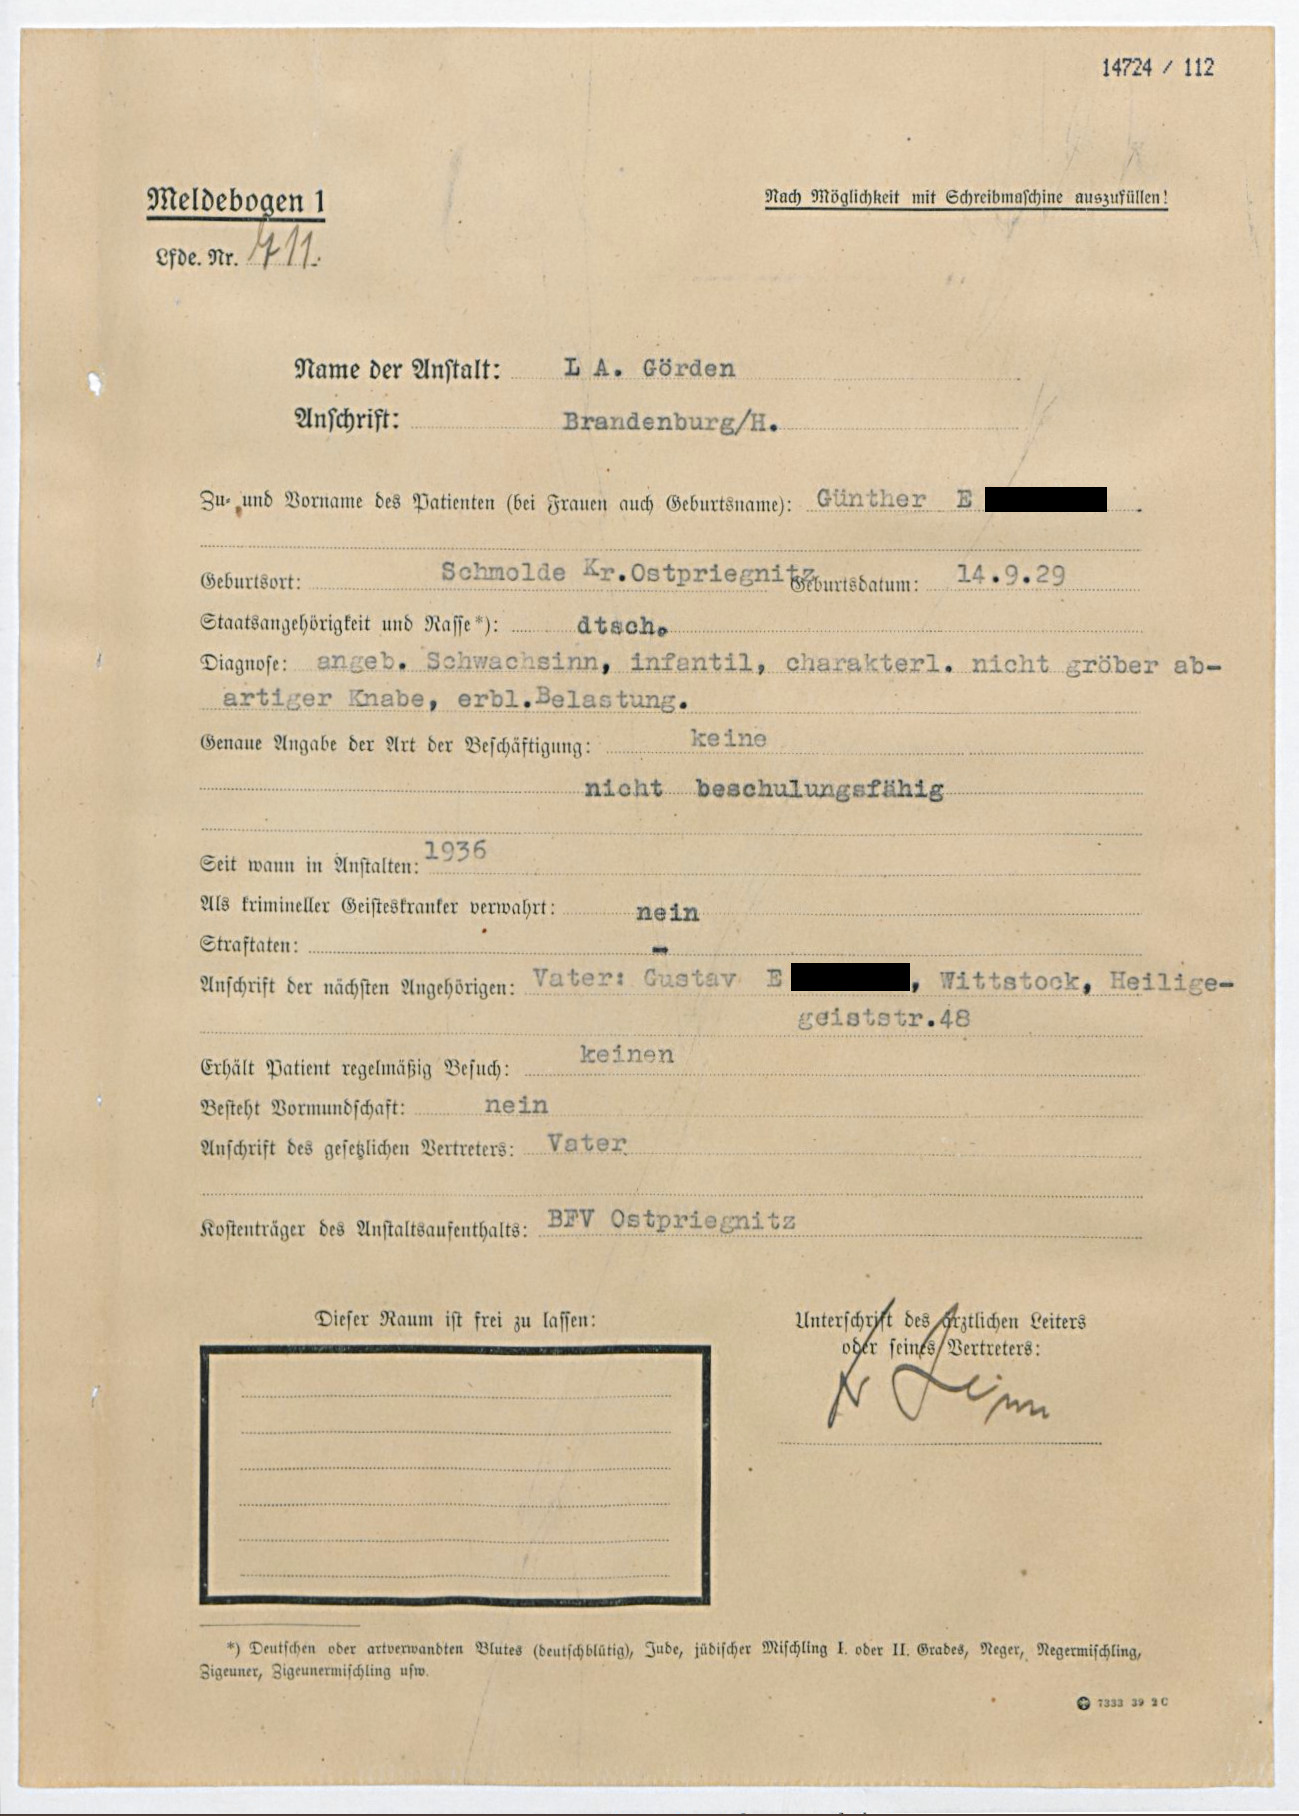 14724 / 112
Meldebogen 1
Nach Möglichkeit mit Schreibmaschine auszufüllen!
Lfde. Nr. 711.
Name der Anstalt: L A. Görden
Anschrift: Brandenburg/H.
Zu- und Vorname des Patienten (bei Frauen auch Geburtsname): Günther E
Geburtsort: Schmolde Kr.Ostpriegnitz Geburtsdatum: 14.9.29
Staatsangehörigkeit und Rasse*): dtsch.
Diagnose: angeb. Schwachsinn, infantil, charakterl. nicht gröber ab-
artiger Knabe, erbl.Belastung.
Genaue Angabe der Art der Beschäftigung: keine
nicht beschulungsfähig
Seit wann in Anstalten: 1936
Als krimineller Geisteskranker verwahrt: nein
Straftaten: -
Anschrift der nächsten Angehörigen: Vater: Gustav E , Wittstock, Heilige-
geiststr.48
Erhält Patient regelmäßig Besuch: keinen
Besteht Vormundschaft: nein
Anschrift des gesetzlichen Vertreters: Vater
Kostenträger des Anstaltsaufenthalts: BFV Ostpriegnitz
Dieser Raum ist frei zu lassen:
Unterschrift des ärztlichen Leiters
oder seines Vertreters:
*) Deutschen oder artverwandten Blutes (deutschblütig), Jude, jüdischer Mischling I. oder II. Grades, Neger, Negermischling,
Zigeuner, Zigeunermischling usw.
7333 39 2 C